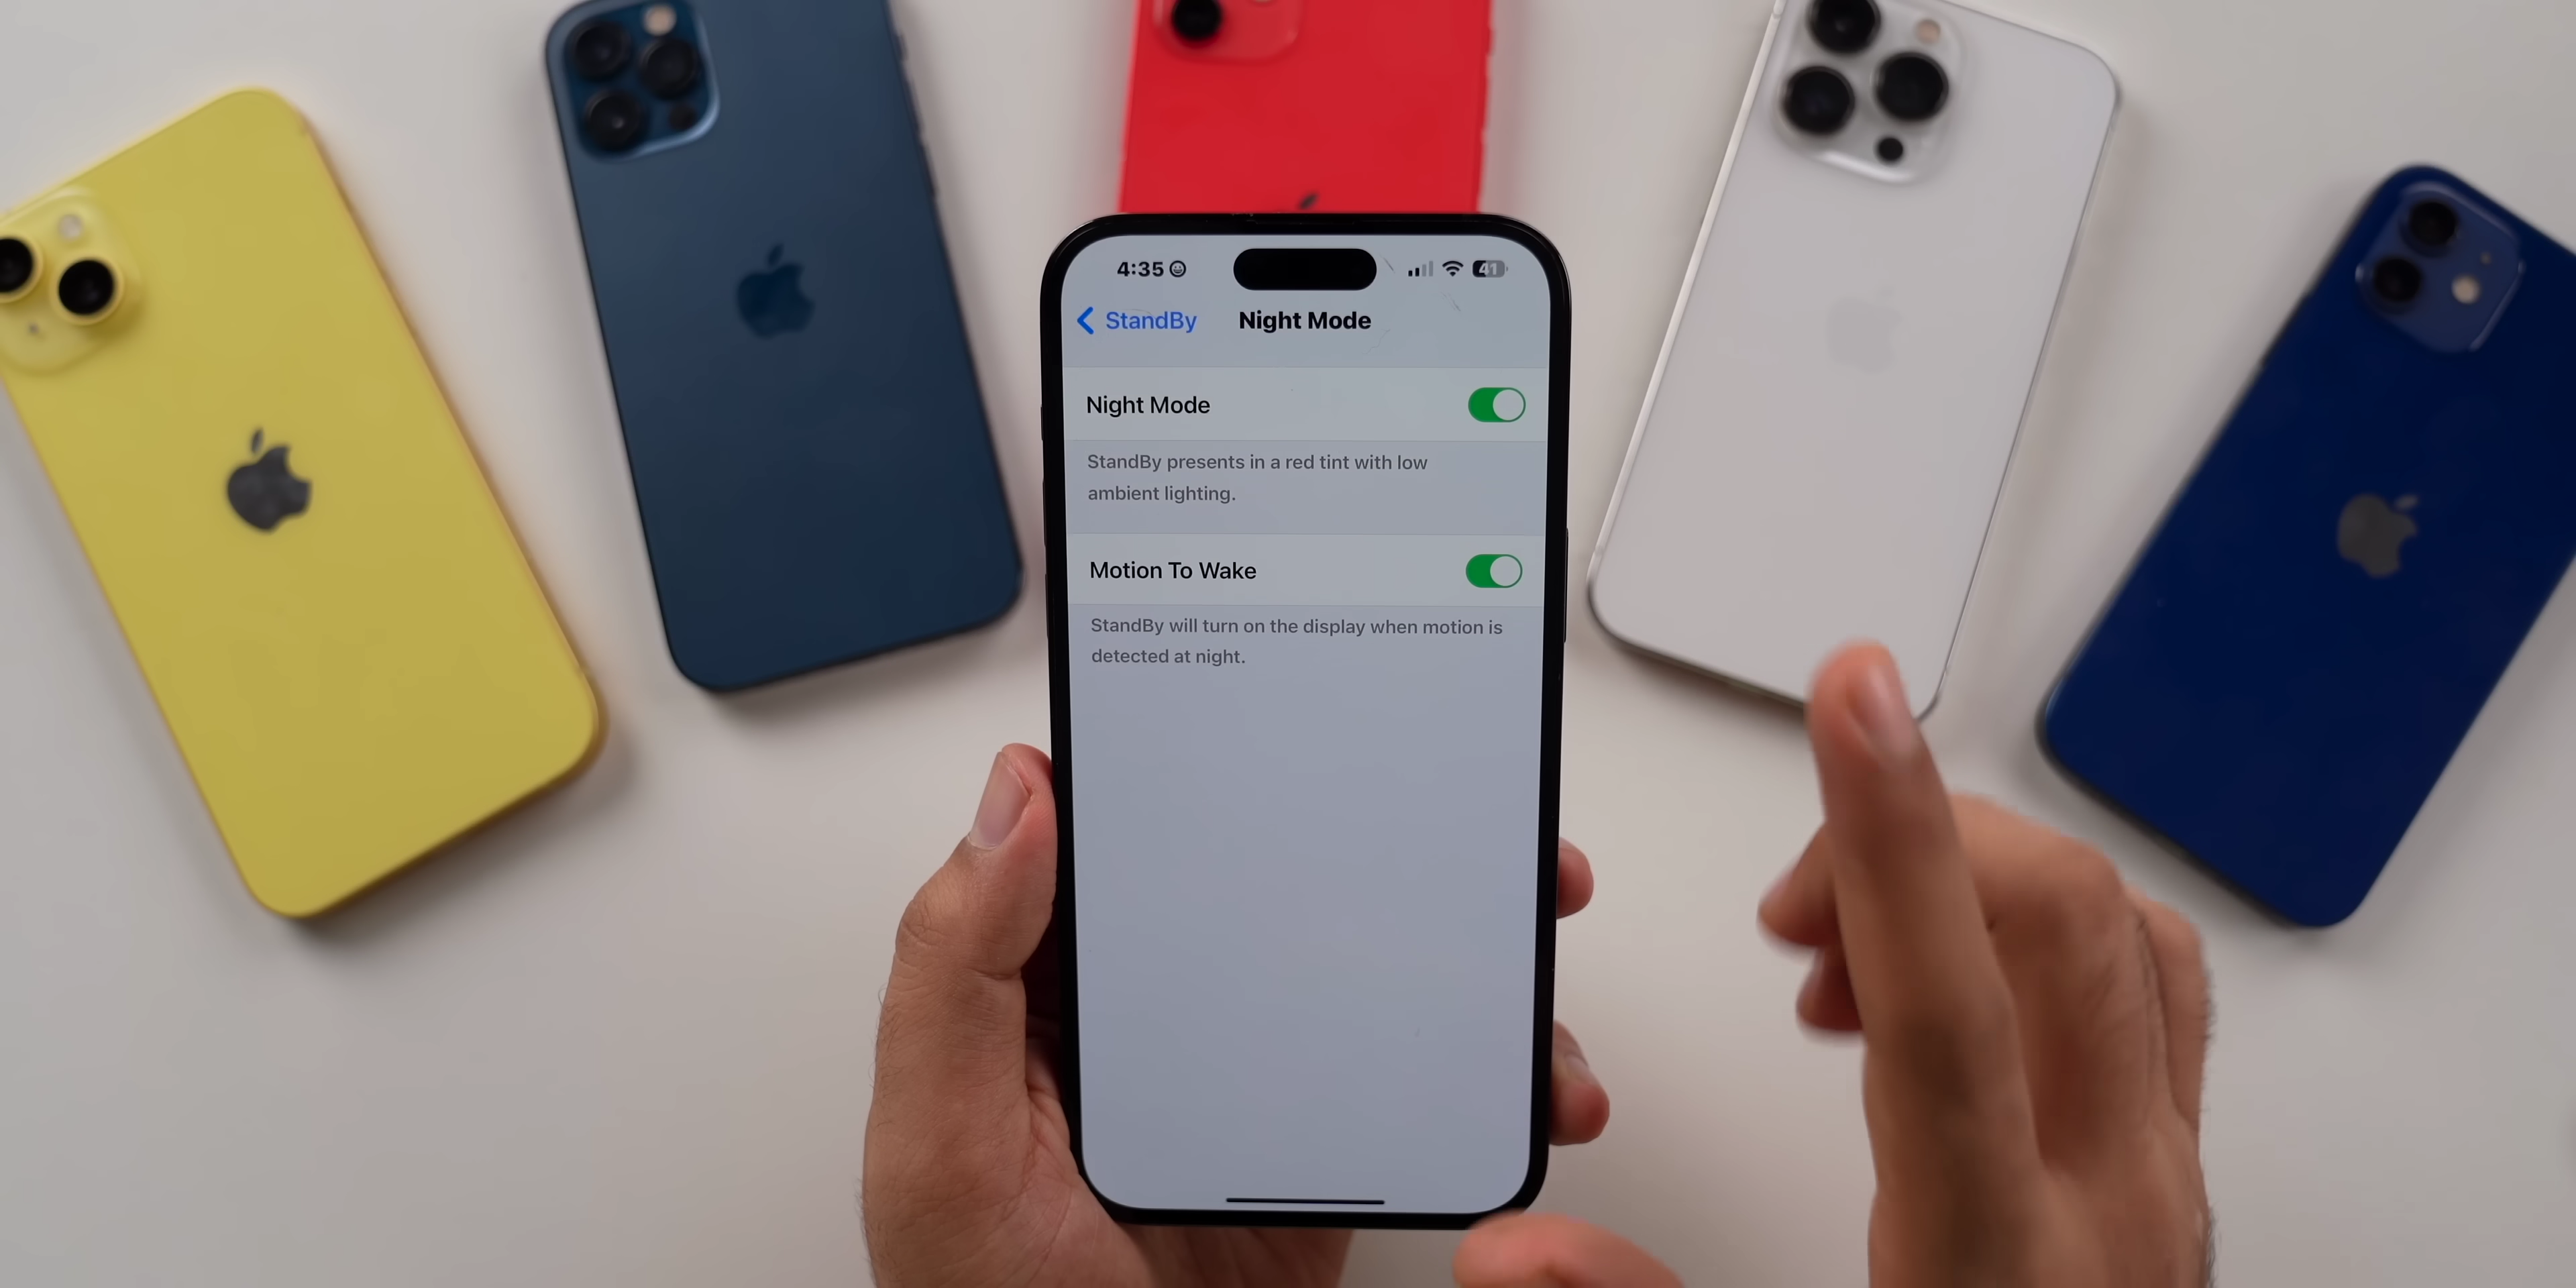 4:35
41
StandBy
Night Mode
Night Mode
StandBy presents in a red tint with low
ambient lighting.
Motion To Wake
StandBy will turn on the display when motion is
detected at night.